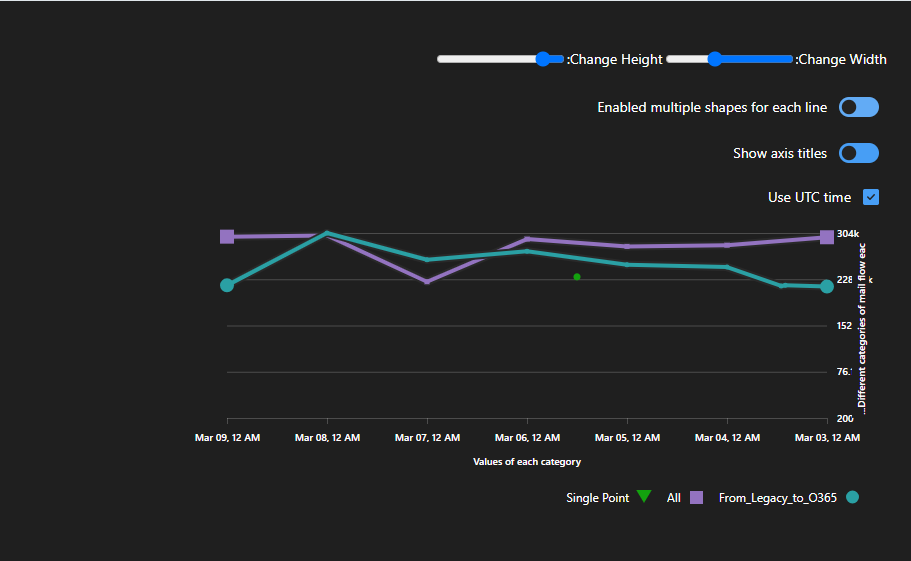 :Change Height :Change Width
Enabled multiple shapes for each line
Show axis titles
Use UTC time
304k
228 k
152
76.
200
...Different categories of mail flow eac
Mar 09, 12 AM Mar 08, 12 AM Mar 07, 12 AM Mar 06, 12 AM Mar 05, 12 AM Mar 04, 12 AM Mar 03, 12 AM
Values of each category
Single Point All From_Legacy_to_O365